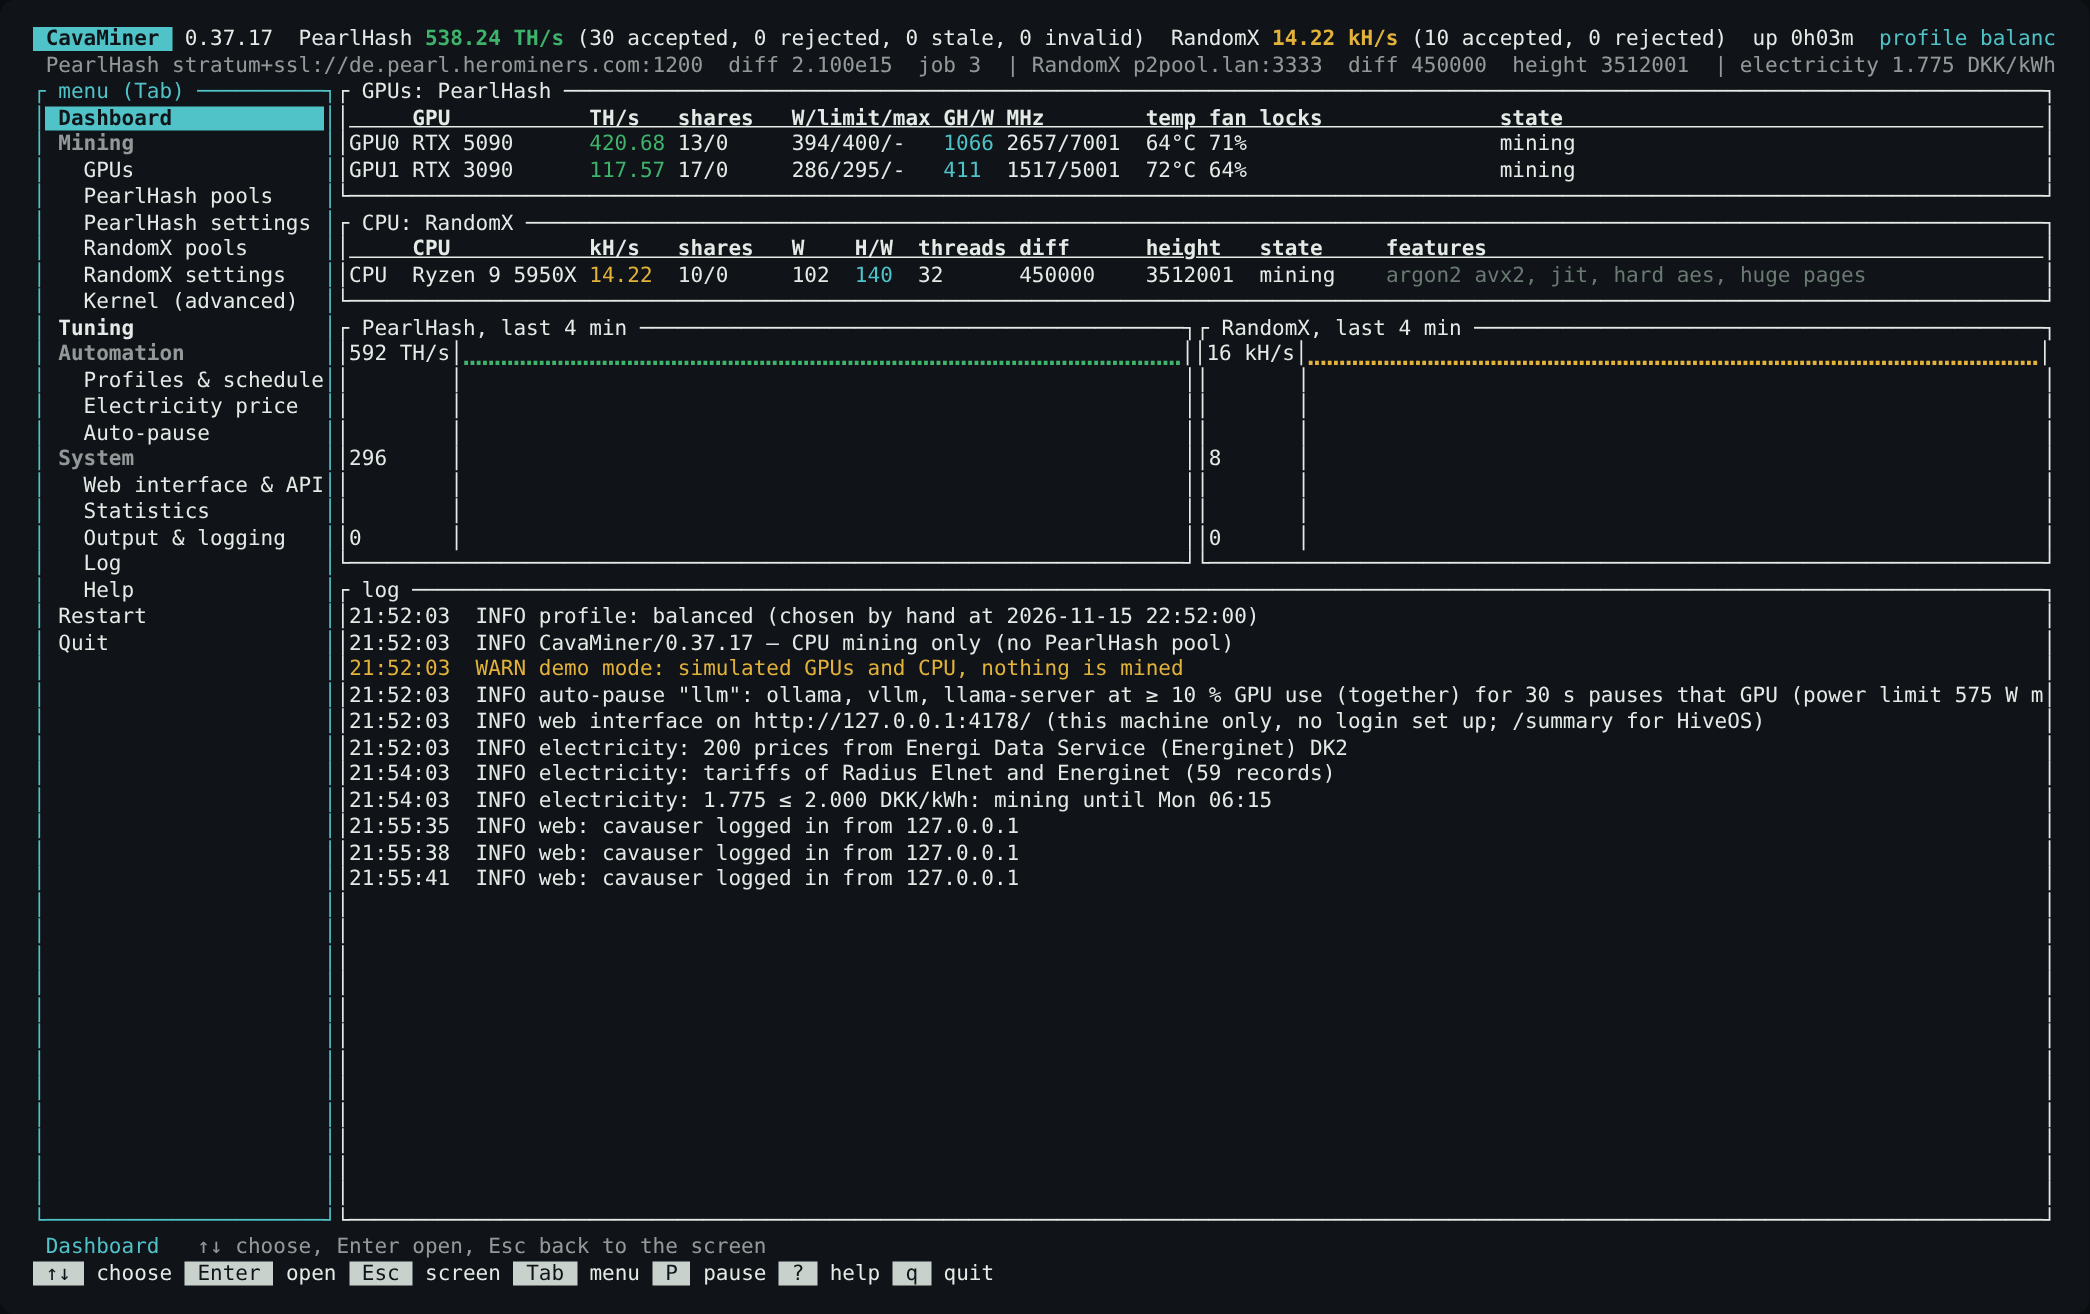 CavaMiner 0.37.17 PearlHash 538.24 TH/s (30 accepted, 0 rejected, 0 stale, 0 invalid) RandomX 14.22 kH/s (10 accepted, 0 rejected) up 0h03m profile balanc
PearlHash stratum+ssl://de.pearl.herominers.com:1200 diff 2.100e15 job 3 | RandomX p2pool.lan:3333 diff 450000 height 3512001 | electricity 1.775 DKK/kWh
menu (Tab)
Dashboard
Mining
GPUs
PearlHash pools
PearlHash settings
RandomX pools
RandomX settings
Kernel (advanced)
Tuning
Automation
Profiles & schedule
Electricity price
Auto-pause
System
Web interface & API
Statistics
Output & logging
Log
Help
Restart
Quit
GPUs: PearlHash
GPU TH/s shares W/limit/max GH/W MHz temp fan locks state
GPU0 RTX 5090 420.68 13/0 394/400/- 1066 2657/7001 64°C 71% mining
GPU1 RTX 3090 117.57 17/0 286/295/- 411 1517/5001 72°C 64% mining
CPU: RandomX
CPU kH/s shares W H/W threads diff height state features
CPU Ryzen 9 5950X 14.22 10/0 102 140 32 450000 3512001 mining argon2 avx2, jit, hard aes, huge pages
PearlHash, last 4 min
592 TH/s
296
0
RandomX, last 4 min
16 kH/s
8
0
log
21:52:03 INFO profile: balanced (chosen by hand at 2026-11-15 22:52:00)
21:52:03 INFO CavaMiner/0.37.17 — CPU mining only (no PearlHash pool)
21:52:03 WARN demo mode: simulated GPUs and CPU, nothing is mined
21:52:03 INFO auto-pause "llm": ollama, vllm, llama-server at ≥ 10 % GPU use (together) for 30 s pauses that GPU (power limit 575 W m
21:52:03 INFO web interface on http://127.0.0.1:4178/ (this machine only, no login set up; /summary for HiveOS)
21:52:03 INFO electricity: 200 prices from Energi Data Service (Energinet) DK2
21:54:03 INFO electricity: tariffs of Radius Elnet and Energinet (59 records)
21:54:03 INFO electricity: 1.775 ≤ 2.000 DKK/kWh: mining until Mon 06:15
21:55:35 INFO web: cavauser logged in from 127.0.0.1
21:55:38 INFO web: cavauser logged in from 127.0.0.1
21:55:41 INFO web: cavauser logged in from 127.0.0.1
Dashboard ↑↓ choose, Enter open, Esc back to the screen
↑↓ choose Enter open Esc screen Tab menu P pause ? help q quit